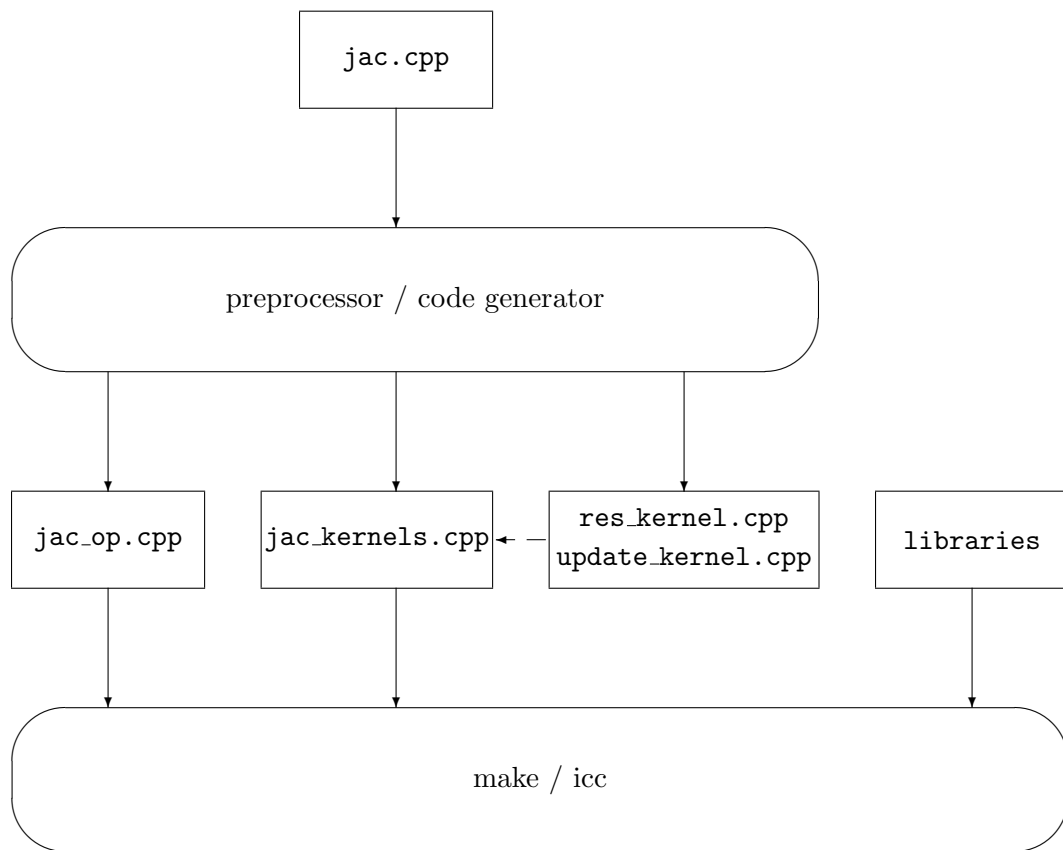 jac.cpp
preprocessor / code generator
jac_op.cpp
jac_kernels.cpp
res_kernel.cpp
update_kernel.cpp
libraries
make / icc